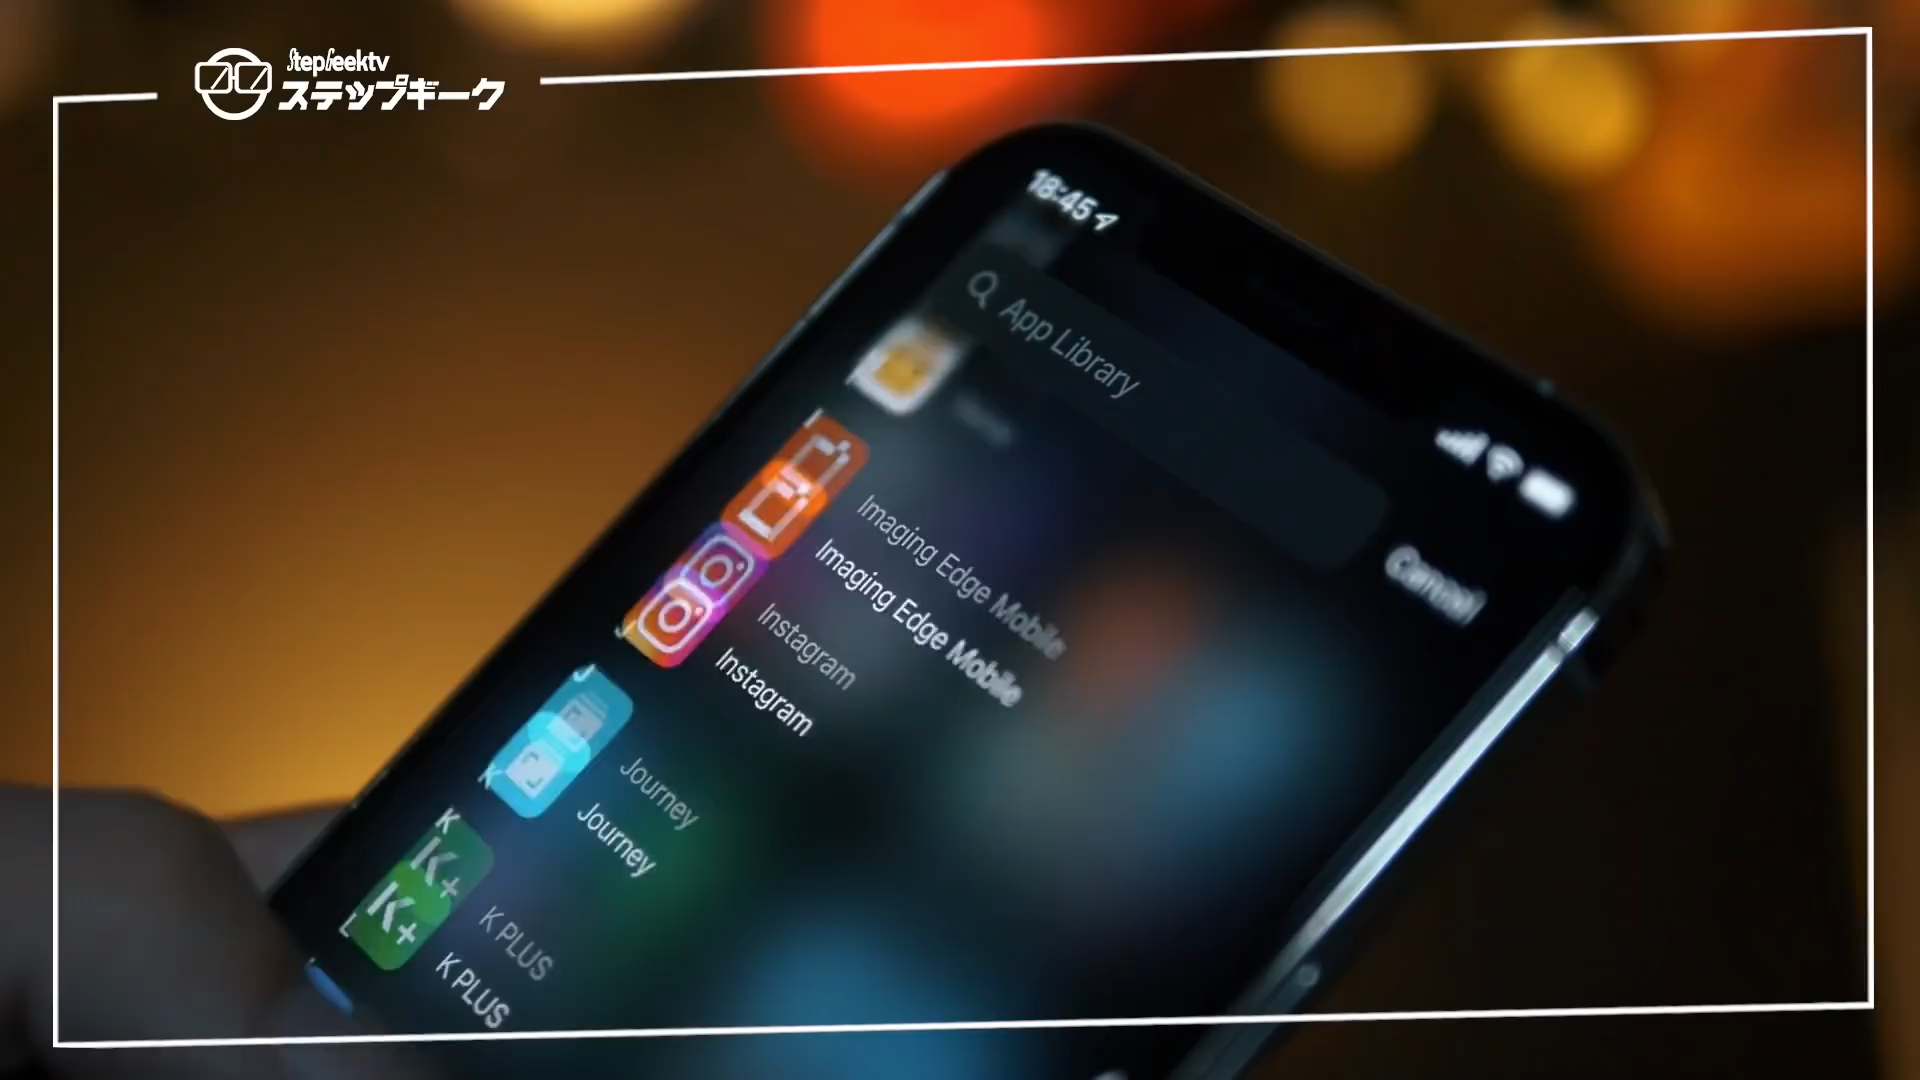 StepGeektv
ステップギーク
18:45
App Library
Cancel
I
Imaging Edge Mobile
Imaging Edge Mobile
Instagram
Instagram
J
J
Journey
Journey
K
K
K+
K+
K PLUS
K PLUS
L